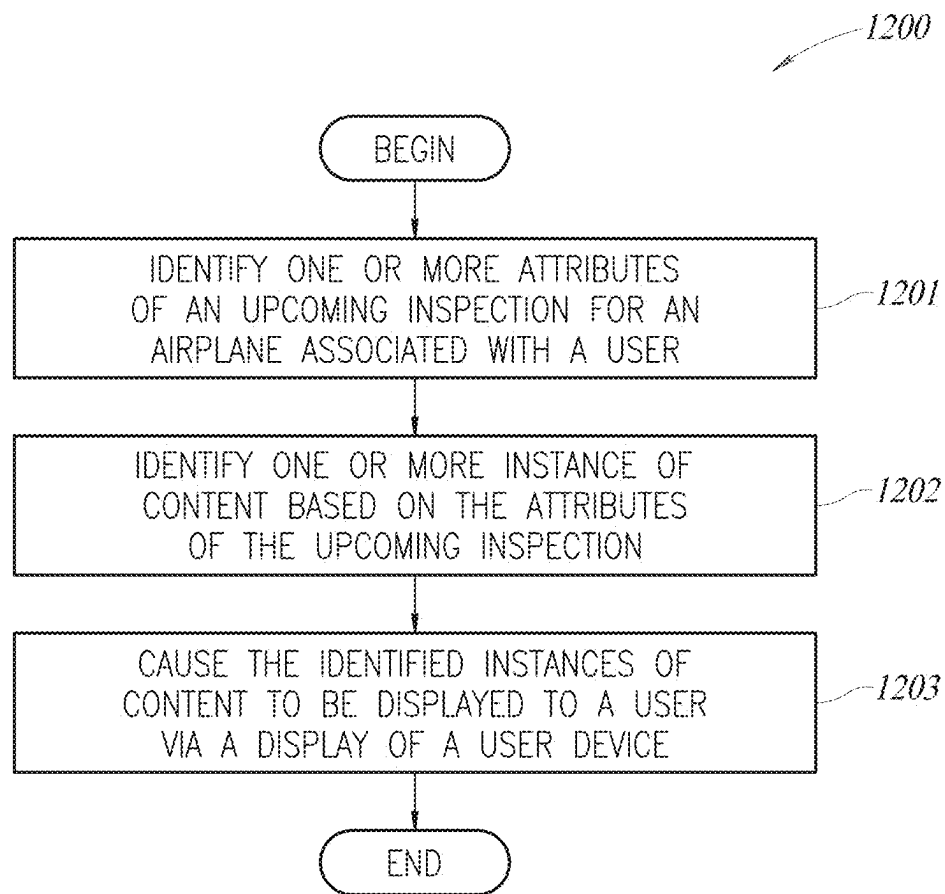 1200
BEGIN
IDENTIFY ONE OR MORE ATTRIBUTES
OF AN UPCOMING INSPECTION FOR AN
AIRPLANE ASSOCIATED WITH A USER
1201
IDENTIFY ONE OR MORE INSTANCE OF
CONTENT BASED ON THE ATTRIBUTES
OF THE UPCOMING INSPECTION
1202
CAUSE THE IDENTIFIED INSTANCES OF
CONTENT TO BE DISPLAYED TO A USER
VIA A DISPLAY OF A USER DEVICE
1203
END